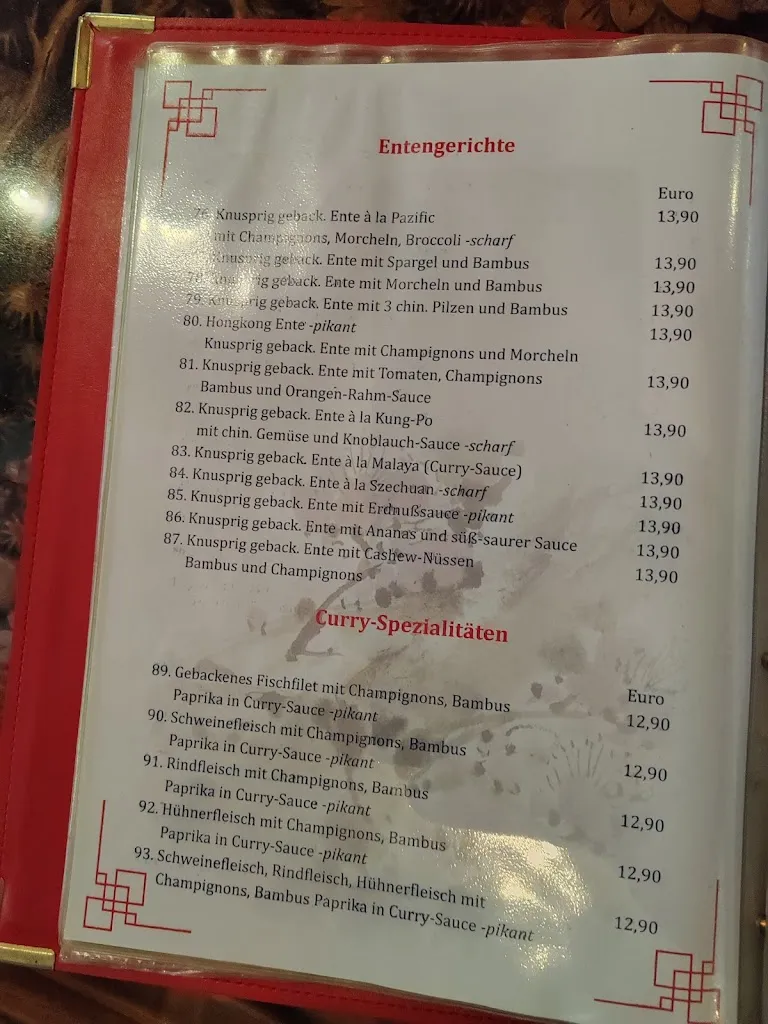 Entengerichte
Euro
76. Knusprig geback. Ente à la Pazific 13,90
mit Champignons, Morcheln, Broccoli -scharf
Knusprig geback. Ente mit Spargel und Bambus 13,90
78. Knusprig geback. Ente mit Morcheln und Bambus 13,90
79. Knusprig geback. Ente mit 3 chin. Pilzen und Bambus 13,90
80. Hongkong Ente -pikant 13,90
Knusprig geback. Ente mit Champignons und Morcheln
81. Knusprig geback. Ente mit Tomaten, Champignons 13,90
Bambus und Orangen-Rahm-Sauce
82. Knusprig geback. Ente à la Kung-Po 13,90
mit chin. Gemüse und Knoblauch-Sauce -scharf
83. Knusprig geback. Ente à la Malaya (Curry-Sauce) 13,90
84. Knusprig geback. Ente à la Szechuan -scharf 13,90
85. Knusprig geback. Ente mit Erdnußsauce -pikant 13,90
86. Knusprig geback. Ente mit Ananas und süß-saurer Sauce 13,90
87. Knusprig geback. Ente mit Cashew-Nüssen 13,90
Bambus und Champignons
Curry-Spezialitäten
Euro
89. Gebackenes Fischfilet mit Champignons, Bambus 12,90
Paprika in Curry-Sauce -pikant
90. Schweinefleisch mit Champignons, Bambus 12,90
Paprika in Curry-Sauce -pikant
91. Rindfleisch mit Champignons, Bambus 12,90
Paprika in Curry-Sauce -pikant
92. Hühnerfleisch mit Champignons, Bambus 12,90
Paprika in Curry-Sauce -pikant
93. Schweinefleisch, Rindfleisch, Hühnerfleisch mit 12,90
Champignons, Bambus Paprika in Curry-Sauce -pikant